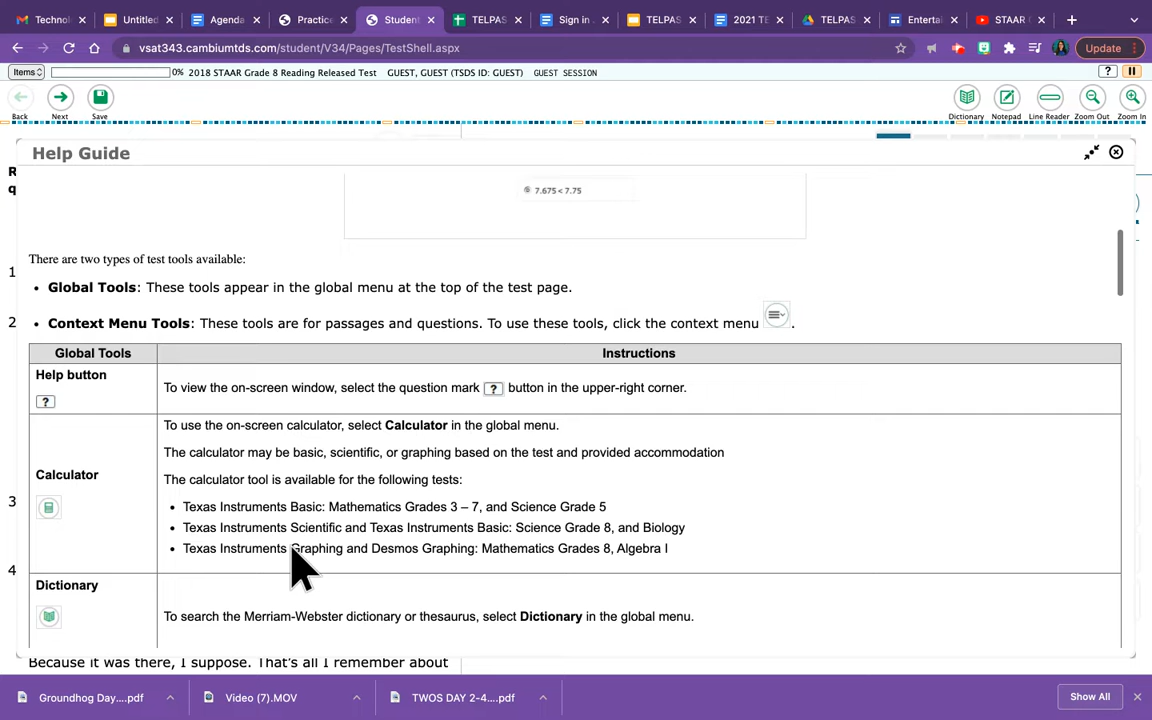 Technol
Untitled
Agenda
Practice
Student
TELPAS
Sign in
TELPAS
2021 TE
TELPAS
Entertai
STAAR G
vsat343.cambiumtds.com/student/V34/Pages/TestShell.aspx
Update
Items
0%
2018 STAAR Grade 8 Reading Released Test
GUEST, GUEST (TSDS ID: GUEST)
GUEST SESSION
?
Back
Next
Save
Dictionary
Notepad
Line Reader
Zoom Out
Zoom In
Help Guide
R
q
7.675 < 7.75
There are two types of test tools available:
1
• Global Tools: These tools appear in the global menu at the top of the test page.
2
• Context Menu Tools: These tools are for passages and questions. To use these tools, click the context menu .
Global Tools
Instructions
Help button
?
To view the on-screen window, select the question mark ? button in the upper-right corner.
Calculator
To use the on-screen calculator, select Calculator in the global menu.
The calculator may be basic, scientific, or graphing based on the test and provided accommodation
The calculator tool is available for the following tests:
3
• Texas Instruments Basic: Mathematics Grades 3 – 7, and Science Grade 5
• Texas Instruments Scientific and Texas Instruments Basic: Science Grade 8, and Biology
• Texas Instruments Graphing and Desmos Graphing: Mathematics Grades 8, Algebra I
4
Dictionary
To search the Merriam-Webster dictionary or thesaurus, select Dictionary in the global menu.
Because it was there, I suppose. That's all I remember about
Groundhog Day....pdf
Video (7).MOV
TWOS DAY 2-4....pdf
Show All